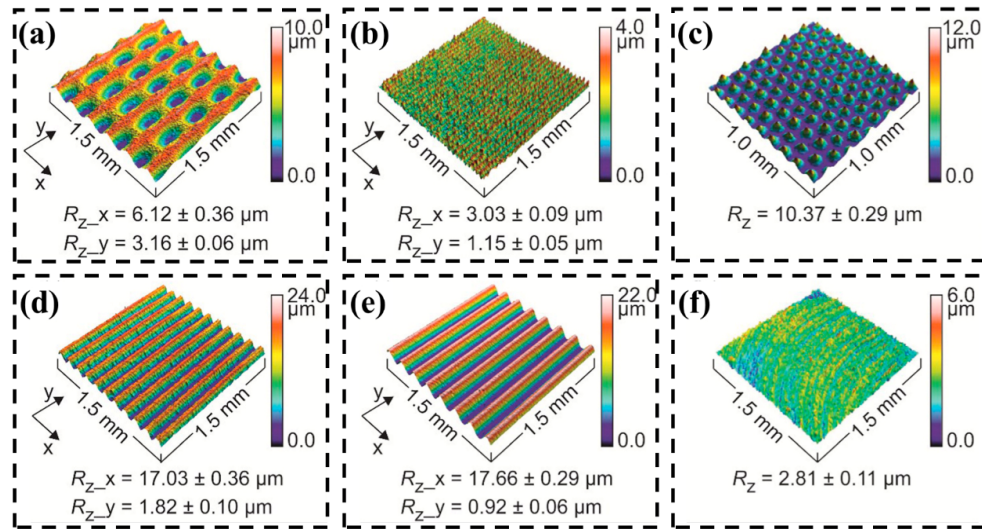 (a)
10.0
μm
0.0
y
x
1.5 mm
1.5 mm
R_z_x = 6.12 ± 0.36 μm
R_z_y = 3.16 ± 0.06 μm
(b)
4.0
μm
0.0
y
x
1.5 mm
1.5 mm
R_z_x = 3.03 ± 0.09 μm
R_z_y = 1.15 ± 0.05 μm
(c)
12.0
μm
0.0
1.0 mm
1.0 mm
R_z = 10.37 ± 0.29 μm
(d)
24.0
μm
0.0
y
x
1.5 mm
1.5 mm
R_z_x = 17.03 ± 0.36 μm
R_z_y = 1.82 ± 0.10 μm
(e)
22.0
μm
0.0
y
x
1.5 mm
1.5 mm
R_z_x = 17.66 ± 0.29 μm
R_z_y = 0.92 ± 0.06 μm
(f)
6.0
μm
0.0
1.5 mm
1.5 mm
R_z = 2.81 ± 0.11 μm